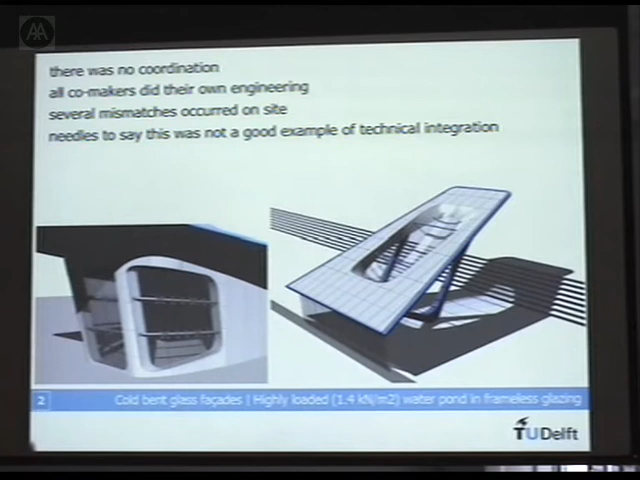 AA
there was no coordination
all co-makers did their own engineering
several mismatches occurred on site
needles to say this was not a good example of technical integration
2
Cold bent glass façades | Highly loaded (1.4 kN/m2) water pond in frameless glazing
TUDelft